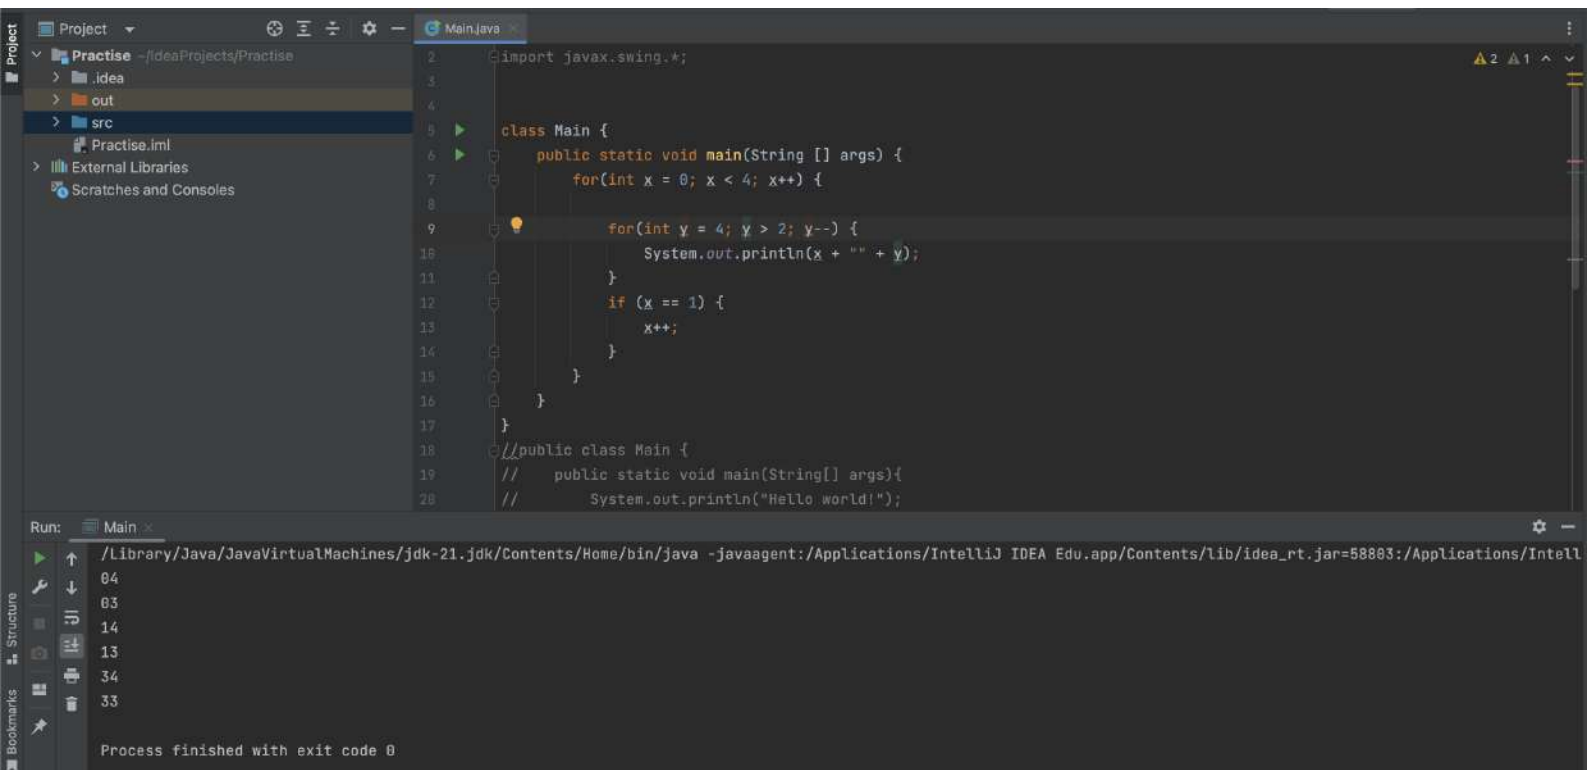 Project
Main.java
Practise ~/IdeaProjects/Practise
.idea
out
src
Practise.iml
External Libraries
Scratches and Consoles
Project
2 1
2 import javax.swing.*;
3
4
5 class Main {
6 public static void main(String [] args) {
7 for(int x = 0; x < 4; x++) {
8
9 for(int y = 4; y > 2; y--) {
10 System.out.println(x + "" + y);
11 }
12 if (x == 1) {
13 x++;
14 }
15 }
16 }
17 }
18 //public class Main {
19 // public static void main(String[] args){
20 // System.out.println("Hello world!");
Run: Main
/Library/Java/JavaVirtualMachines/jdk-21.jdk/Contents/Home/bin/java -javaagent:/Applications/IntelliJ IDEA Edu.app/Contents/lib/idea_rt.jar=58803:/Applications/Intell
04
03
14
13
34
33
Process finished with exit code 0
Structure
Bookmarks